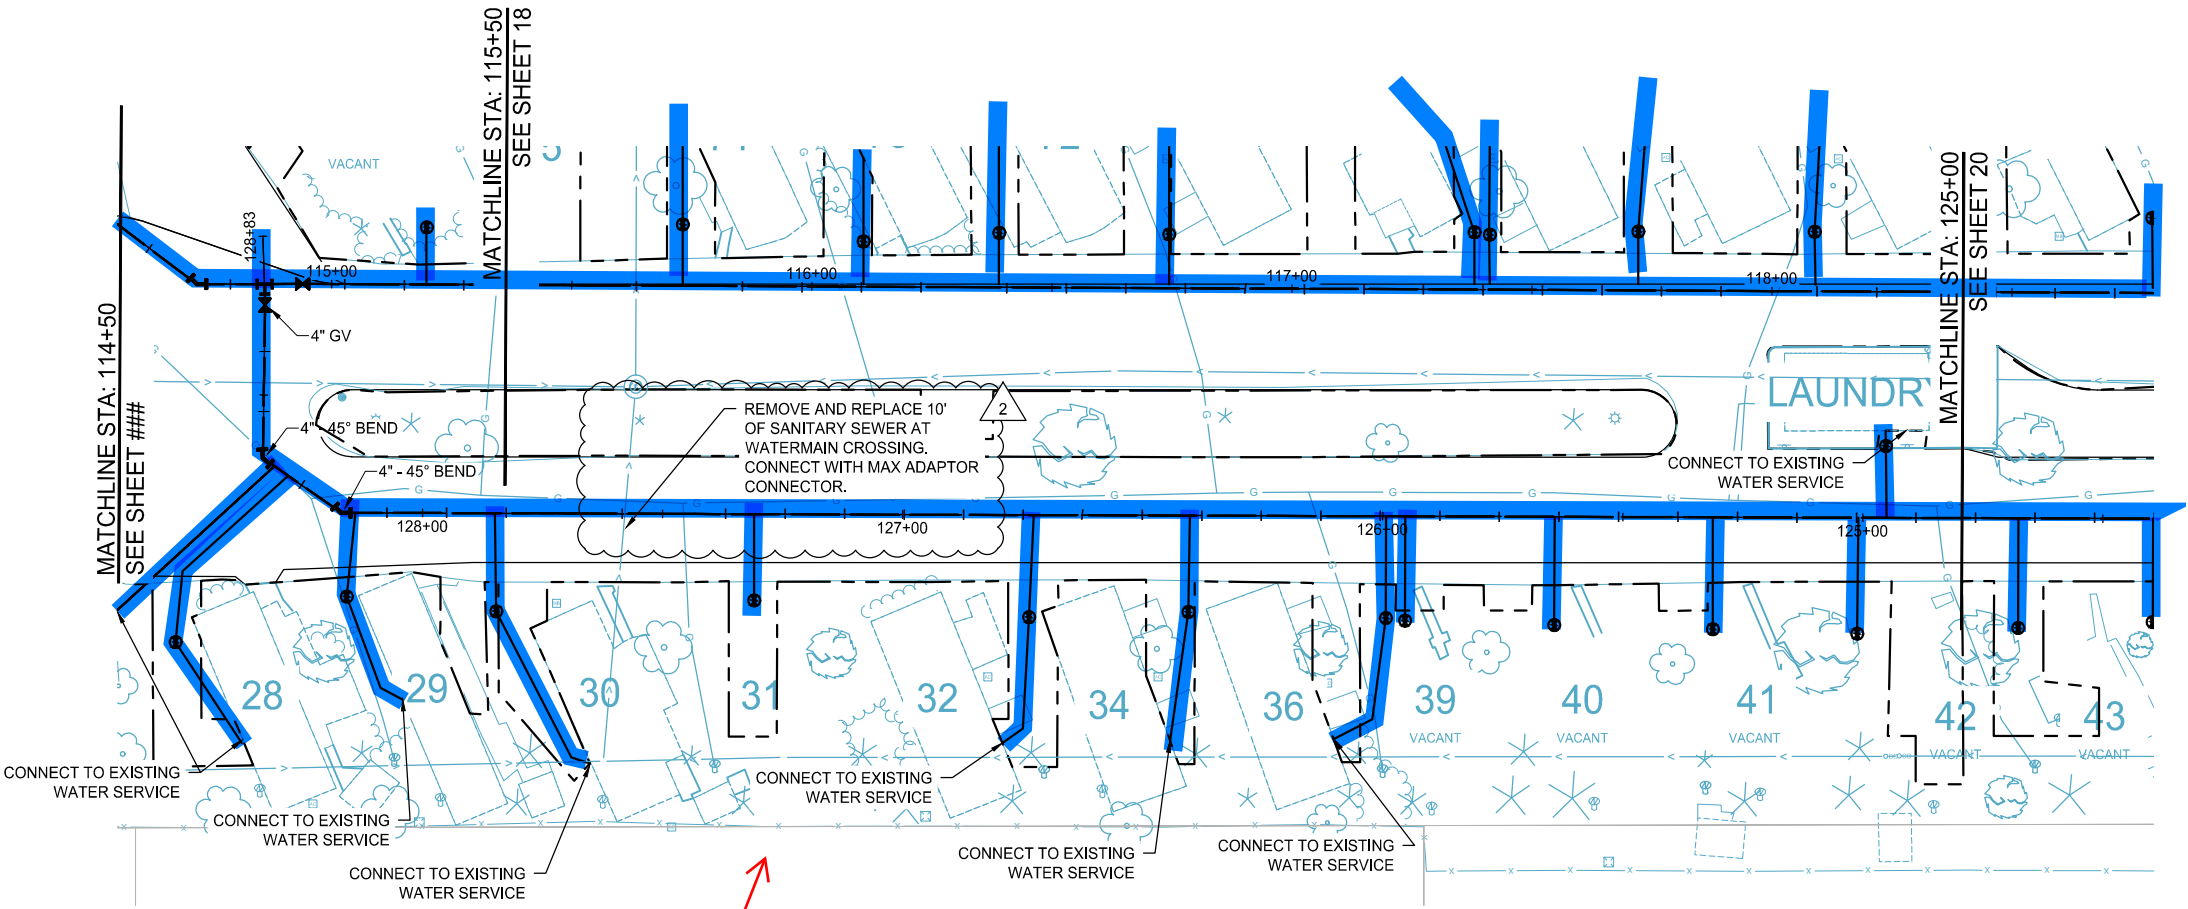 MATCHLINE STA: 115+50
SEE SHEET 18
VACANT
128+83
115+00
116+00
117+00
118+00
MATCHLINE STA: 125+00
SEE SHEET 20
MATCHLINE STA: 114+50
SEE SHEET ###
4" GV
4" - 45° BEND
4" - 45° BEND
REMOVE AND REPLACE 10'
OF SANITARY SEWER AT
WATERMAIN CROSSING.
CONNECT WITH MAX ADAPTOR
CONNECTOR.
2
LAUNDR
CONNECT TO EXISTING
WATER SERVICE
128+00
127+00
126+00
125+00
28
29
30
31
32
34
36
39
VACANT
40
VACANT
41
VACANT
42
VACANT
43
VACANT
CONNECT TO EXISTING
WATER SERVICE
CONNECT TO EXISTING
WATER SERVICE
CONNECT TO EXISTING
WATER SERVICE
CONNECT TO EXISTING
WATER SERVICE
CONNECT TO EXISTING
WATER SERVICE
CONNECT TO EXISTING
WATER SERVICE